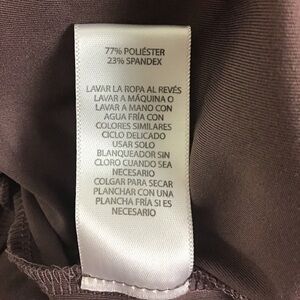 77% POLIÉSTER
23% SPANDEX
LAVAR LA ROPA AL REVÉS
LAVAR A MÁQUINA O
LAVAR A MANO CON
AGUA FRÍA CON
COLORES SIMILARES
CICLO DELICADO
USAR SOLO
BLANQUEADOR SIN
CLORO CUANDO SEA
NECESARIO
COLGAR PARA SECAR
PLANCHAR CON UNA
PLANCHA FRÍA SI ES
NECESARIO